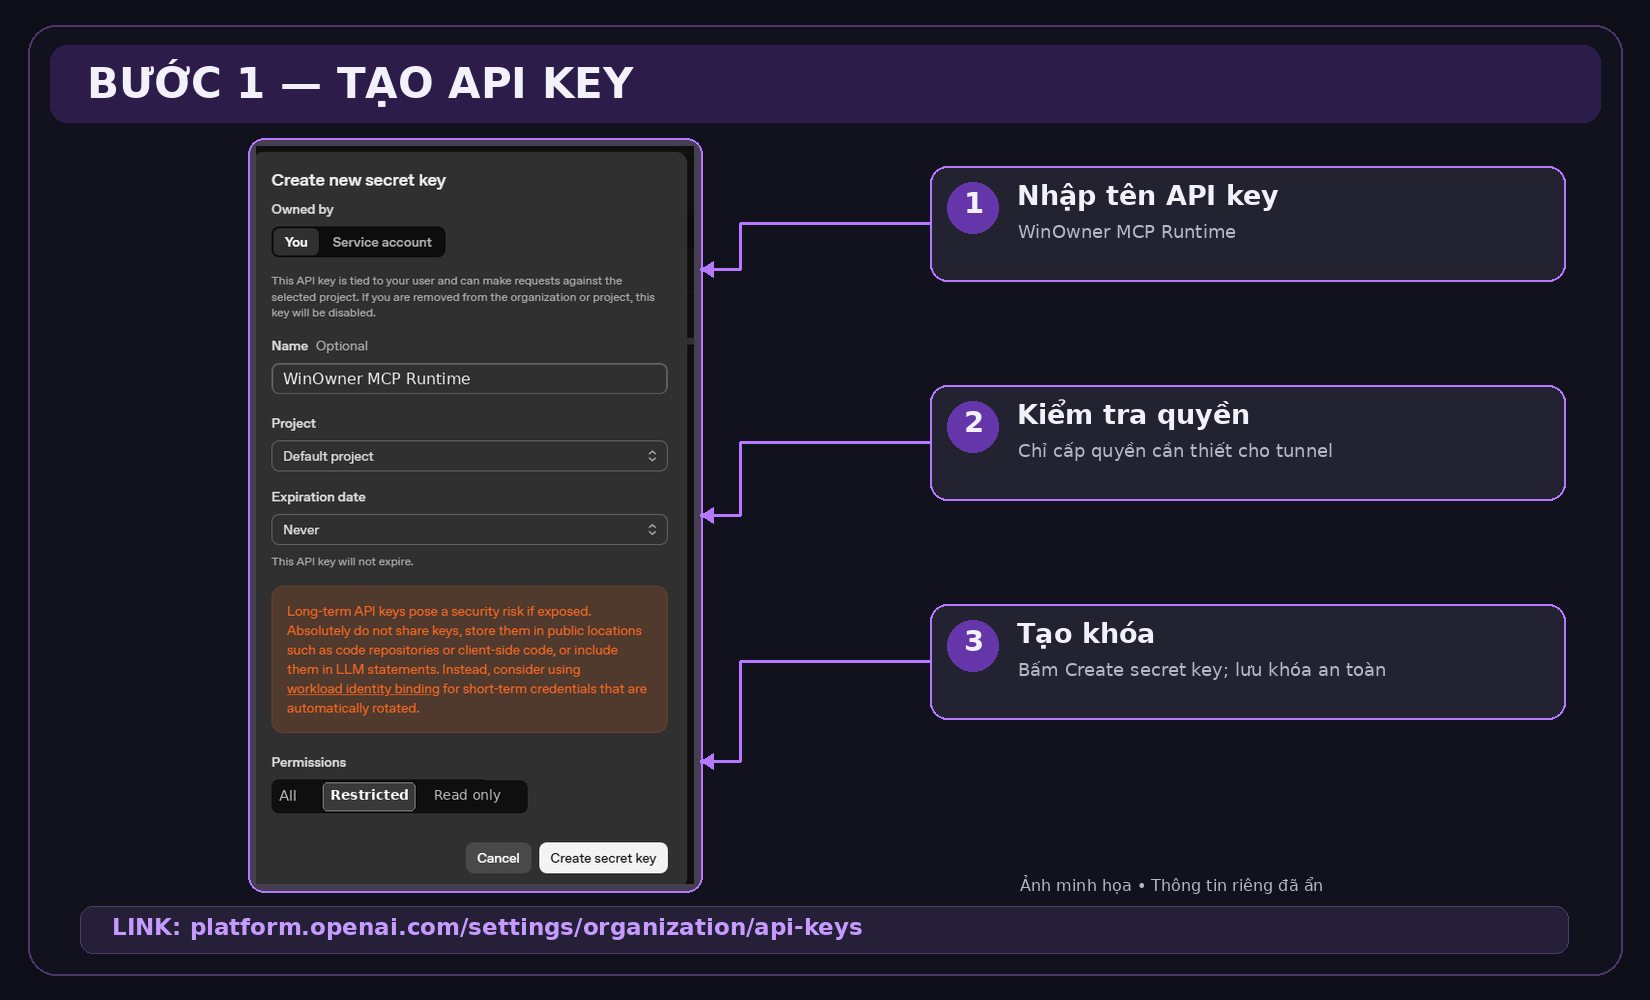 BƯỚC 1 — TẠO API KEY
Create new secret key
Owned by
You Service account
This API key is tied to your user and can make requests against the
selected project. If you are removed from the organization or project, this
key will be disabled.
Name Optional
WinOwner MCP Runtime
Project
Default project
Expiration date
Never
This API key will not expire.
Long-term API keys pose a security risk if exposed.
Absolutely do not share keys, store them in public locations
such as code repositories or client-side code, or include
them in LLM statements. Instead, consider using
workload identity binding for short-term credentials that are
automatically rotated.
Permissions
All Restricted Read only
Cancel Create secret key
1 Nhập tên API key
WinOwner MCP Runtime
2 Kiểm tra quyền
Chỉ cấp quyền cần thiết cho tunnel
3 Tạo khóa
Bấm Create secret key; lưu khóa an toàn
Ảnh minh họa • Thông tin riêng đã ẩn
LINK: platform.openai.com/settings/organization/api-keys